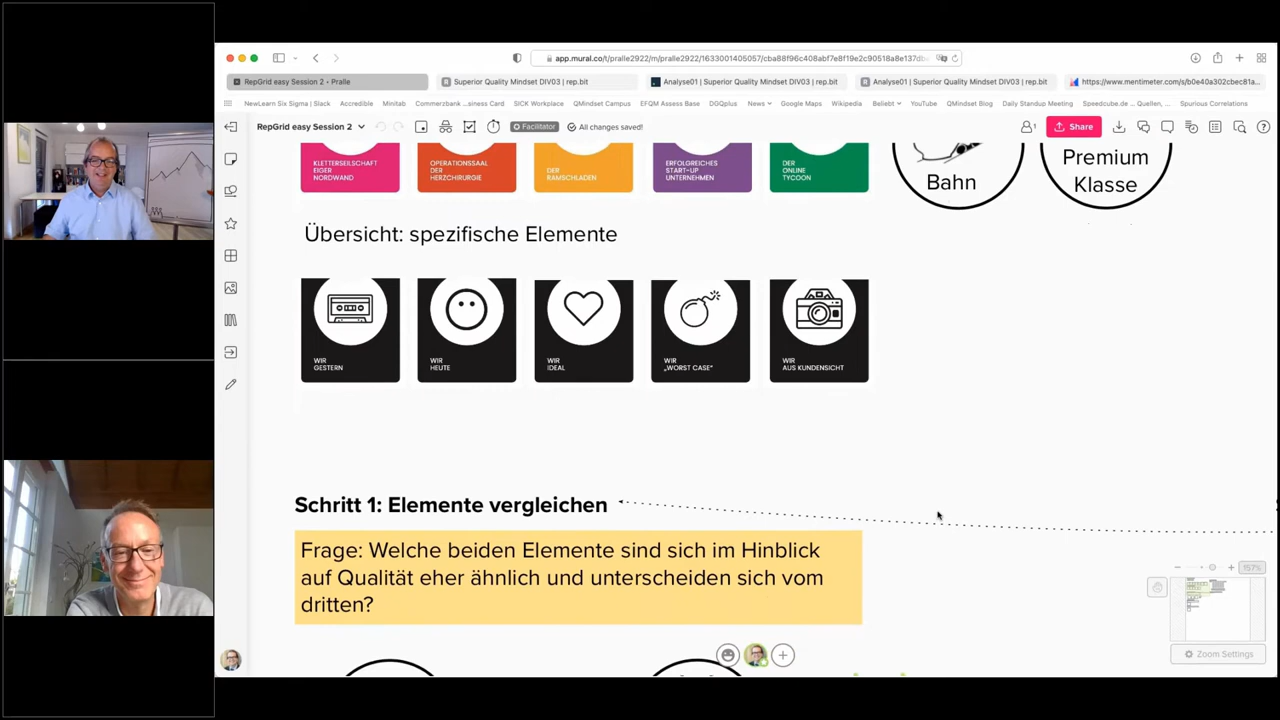 app.mural.co/t/pralle2922/m/pralle2922/1633001405057/cba88f96c408abf7e8f19e2c90518a8e137db
RepGrid easy Session 2 - Pralle
Superior Quality Mindset DIV03 | rep.bit
Analyse01 | Superior Quality Mindset DIV03 | rep.bit
Analyse01 | Superior Quality Mindset DIV03 | rep.bit
https://www.mentimeter.com/s/b0e40a302cbec81a...
NewLearn Six Sigma | Slack
Accredible
Minitab
Commerzbank ...siness Card
SICK Workplace
QMindset Campus
EFQM Assess Base
DGQplus
News
Google Maps
Wikipedia
Beliebt
YouTube
QMindset Blog
Daily Standup Meeting
Speedcube.de ... Quellen, ...
Spurious Correlations
RepGrid easy Session 2
Facilitator
All changes saved!
1
Share
KLETTERSEILSCHAFT
EIGER
NORDWAND
OPERATIONSSAAL
DER
HERZCHIRURGIE
DER
RAMSCHLADEN
ERFOLGREICHES
START-UP
UNTERNEHMEN
DER
ONLINE
TYCOON
Bahn
Premium
Klasse
Übersicht: spezifische Elemente
WIR
GESTERN
WIR
HEUTE
WIR
IDEAL
WIR
„WORST CASE“
WIR
AUS KUNDENSICHT
Schritt 1: Elemente vergleichen
Frage: Welche beiden Elemente sind sich im Hinblick
auf Qualität eher ähnlich und unterscheiden sich vom
dritten?
157%
Zoom Settings